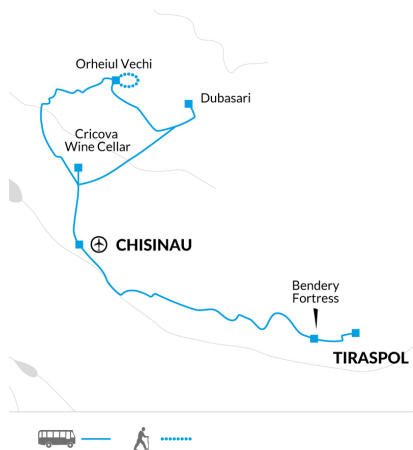 Orheiul Vechi
Dubasari
Cricova
Wine Cellar
CHISINAU
Bendery
Fortress
TIRASPOL